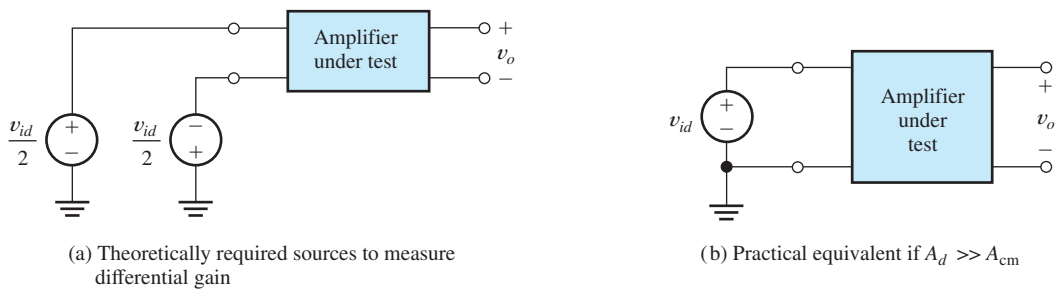 Amplifier
under test
+
v_o
−
v_id/2
+
−
v_id/2
−
+
(a) Theoretically required sources to measure
differential gain
v_id
+
−
Amplifier
under
test
+
v_o
−
(b) Practical equivalent if A_d >> A_cm